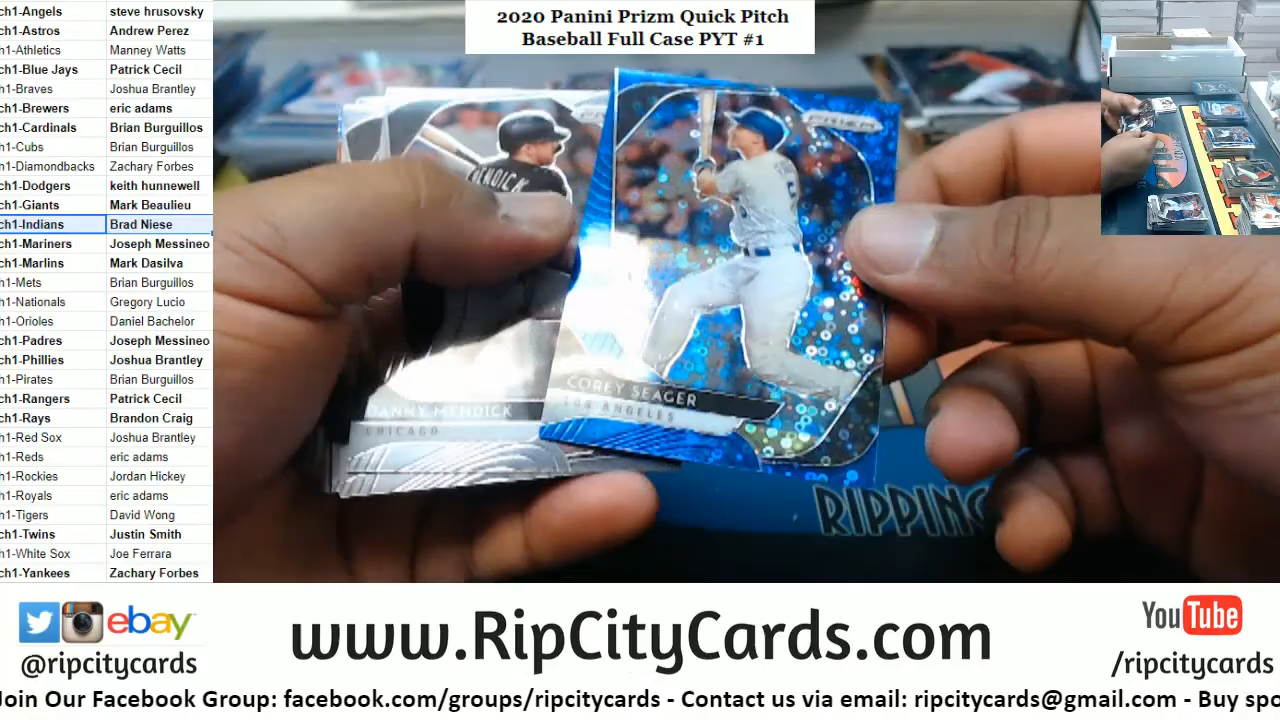 2020 Panini Prizm Quick Pitch
Baseball Full Case PYT #1
ch1-Angels steve hrusovsky
ch1-Astros Andrew Perez
h1-Athletics Manney Watts
ch1-Blue Jays Patrick Cecil
h1-Braves Joshua Brantley
ch1-Brewers eric adams
ch1-Cardinals Brian Burguillos
h1-Cubs Brian Burguillos
h1-Diamondbacks Zachary Forbes
ch1-Dodgers keith hunnewell
ch1-Giants Mark Beaulieu
ch1-Indians Brad Niese
ch1-Mariners Joseph Messineo
ch1-Marlins Mark Dasilva
h1-Mets Brian Burguillos
h1-Nationals Gregory Lucio
h1-Orioles Daniel Bachelor
ch1-Padres Joseph Messineo
ch1-Phillies Joshua Brantley
h1-Pirates Brian Burguillos
ch1-Rangers Patrick Cecil
ch1-Rays Brandon Craig
h1-Red Sox Joshua Brantley
h1-Reds eric adams
h1-Rockies Jordan Hickey
h1-Royals eric adams
h1-Tigers David Wong
ch1-Twins Justin Smith
h1-White Sox Joe Ferrara
ch1-Yankees Zachary Forbes
PRIZM
COREY SEAGER
LOS ANGELES
MENDICK
DANNY MENDICK
CHICAGO
RIPPING
ebay
@ripcitycards
www.RipCityCards.com
YouTube
/ripcitycards
Join Our Facebook Group: facebook.com/groups/ripcitycards - Contact us via email: ripcitycards@gmail.com - Buy spo